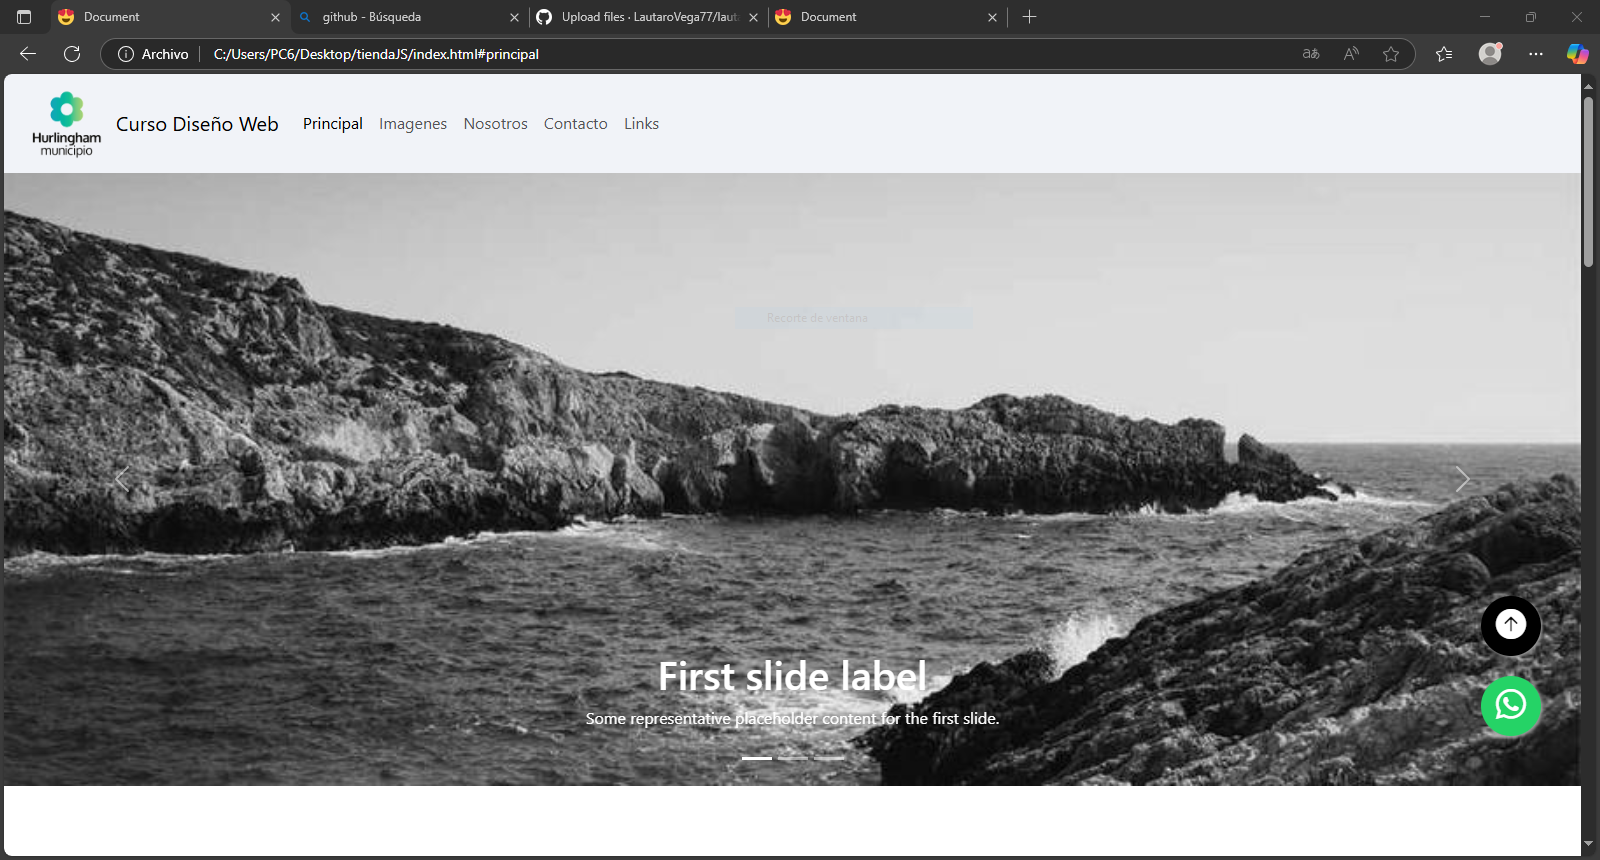 Document
github - Búsqueda
Upload files · LautaroVega77/laut
Document
Archivo
C:/Users/PC6/Desktop/tiendaJS/index.html#principal
aあ
A
Hurlingham
municipio
Curso Diseño Web
Principal
Imagenes
Nosotros
Contacto
Links
Recorte de ventana
First slide label
Some representative placeholder content for the first slide.